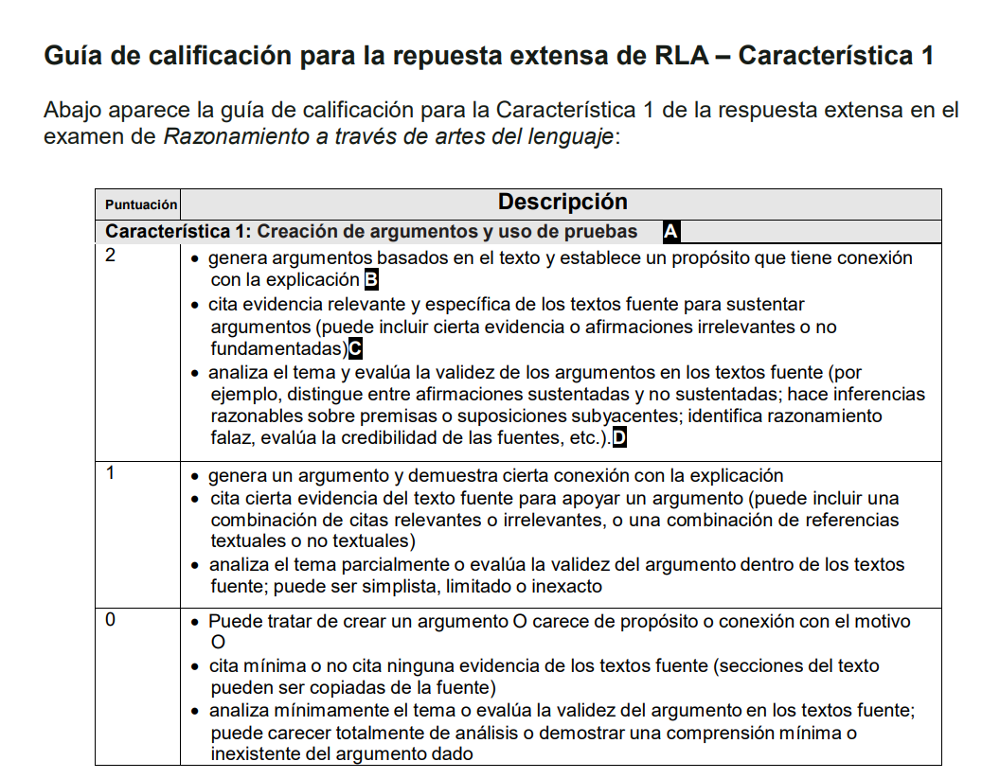 Guía de calificación para la repuesta extensa de RLA – Característica 1
Abajo aparece la guía de calificación para la Característica 1 de la respuesta extensa en el
examen de Razonamiento a través de artes del lenguaje:
Puntuación Descripción
Característica 1: Creación de argumentos y uso de pruebas A
2 • genera argumentos basados en el texto y establece un propósito que tiene conexión
con la explicación B
• cita evidencia relevante y específica de los textos fuente para sustentar
argumentos (puede incluir cierta evidencia o afirmaciones irrelevantes o no
fundamentadas)C
• analiza el tema y evalúa la validez de los argumentos en los textos fuente (por
ejemplo, distingue entre afirmaciones sustentadas y no sustentadas; hace inferencias
razonables sobre premisas o suposiciones subyacentes; identifica razonamiento
falaz, evalúa la credibilidad de las fuentes, etc.).D
1 • genera un argumento y demuestra cierta conexión con la explicación
• cita cierta evidencia del texto fuente para apoyar un argumento (puede incluir una
combinación de citas relevantes o irrelevantes, o una combinación de referencias
textuales o no textuales)
• analiza el tema parcialmente o evalúa la validez del argumento dentro de los textos
fuente; puede ser simplista, limitado o inexacto
0 • Puede tratar de crear un argumento O carece de propósito o conexión con el motivo
O
• cita mínima o no cita ninguna evidencia de los textos fuente (secciones del texto
pueden ser copiadas de la fuente)
• analiza mínimamente el tema o evalúa la validez del argumento en los textos fuente;
puede carecer totalmente de análisis o demostrar una comprensión mínima o
inexistente del argumento dado